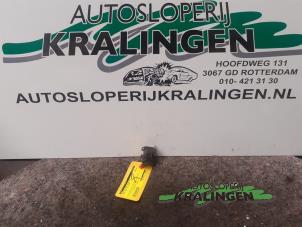 AUTOSLOPERIJ
KRALINGEN
HOOFDWEG 131
3067 GD ROTTERDAM
010- 421 31 30
AUTOSLOPERIJKRALINGEN.NL
AUTOSLOPERIJ
KRALINGEN